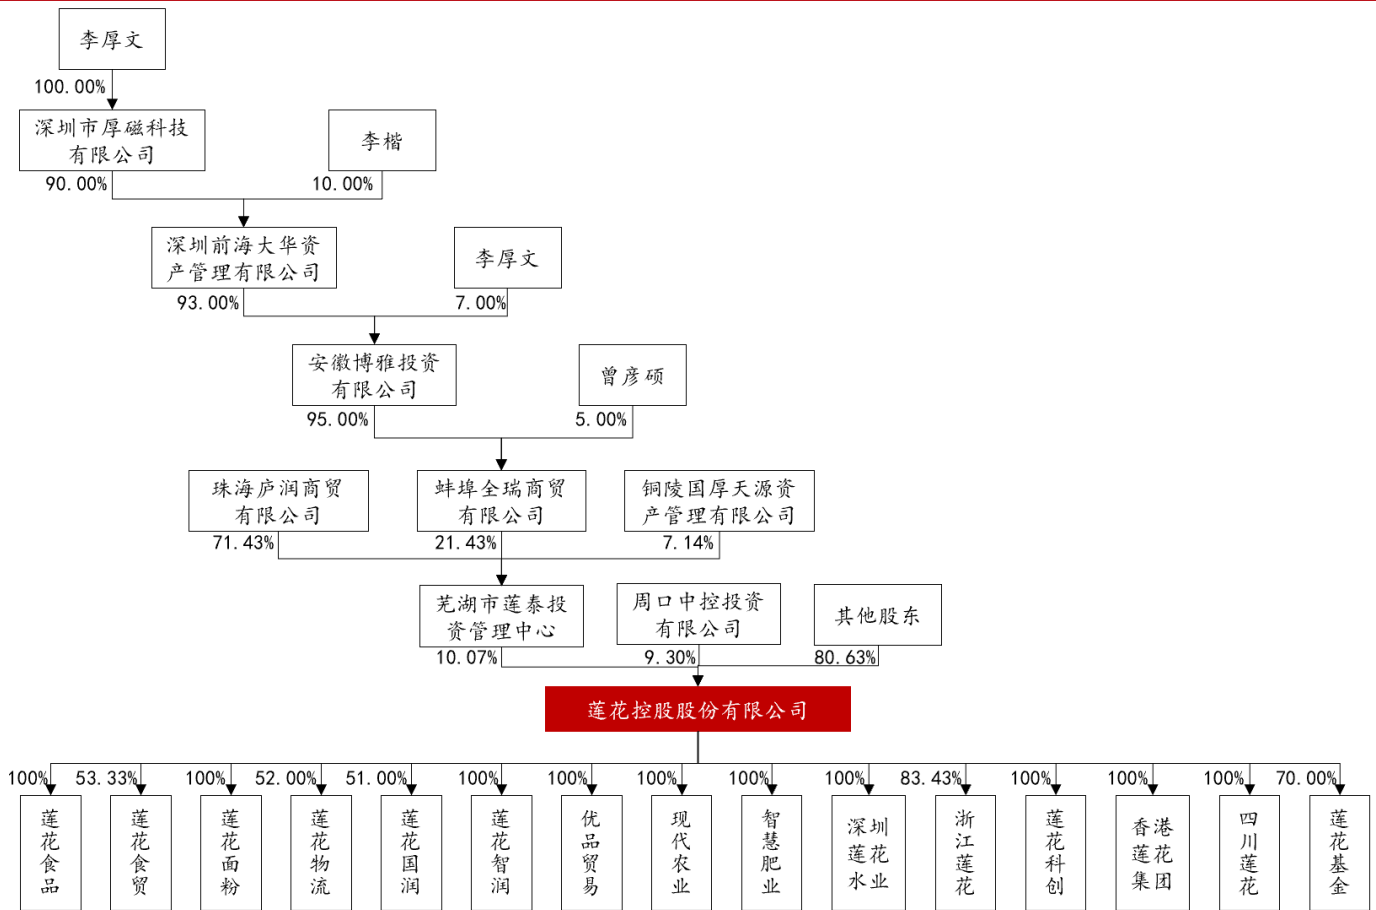 李厚文
100.00%
深圳市厚磁科技
有限公司
李楷
90.00%
10.00%
深圳前海大华资
产管理有限公司
李厚文
93.00%
7.00%
安徽博雅投资
有限公司
曾彦硕
95.00%
5.00%
珠海庐润商贸
有限公司
蚌埠全瑞商贸
有限公司
铜陵国厚天源资
产管理有限公司
71.43%
21.43%
7.14%
芜湖市莲泰投
资管理中心
周口中控投资
有限公司
其他股东
10.07%
9.30%
80.63%
莲花控股股份有限公司
100%
53.33%
100%
52.00%
51.00%
100%
100%
100%
100%
100%
83.43%
100%
100%
100%
70.00%
莲花食品
莲花食贸
莲花面粉
莲花物流
莲花国润
莲花智润
优品贸易
现代农业
智慧肥业
深圳
莲花
水业
浙江莲花
莲花科创
香港
莲花
集团
四川莲花
莲花基金